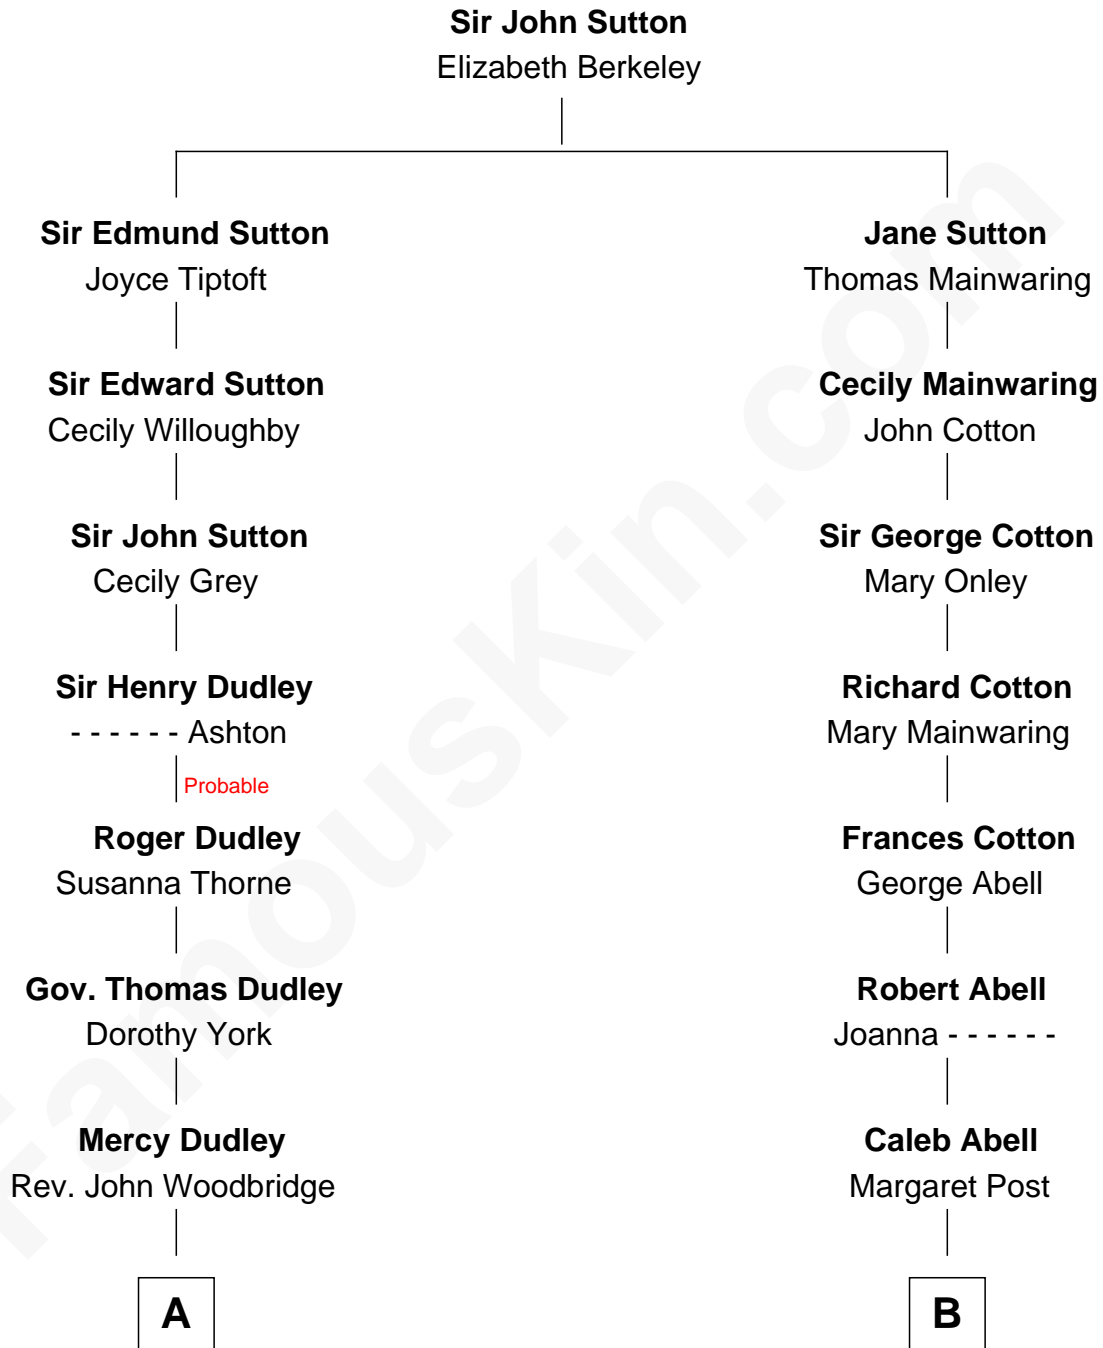 Sir John Sutton
Elizabeth Berkeley
Sir Edmund Sutton
Joyce Tiptoft
Jane Sutton
Thomas Mainwaring
Sir Edward Sutton
Cecily Willoughby
Cecily Mainwaring
John Cotton
Sir John Sutton
Cecily Grey
Sir George Cotton
Mary Onley
Sir Henry Dudley
- - - - - - Ashton
Probable
Richard Cotton
Mary Mainwaring
Roger Dudley
Susanna Thorne
Frances Cotton
George Abell
Gov. Thomas Dudley
Dorothy York
Robert Abell
Joanna - - - - - -
Mercy Dudley
Rev. John Woodbridge
Caleb Abell
Margaret Post
A
B
FamousKin.com